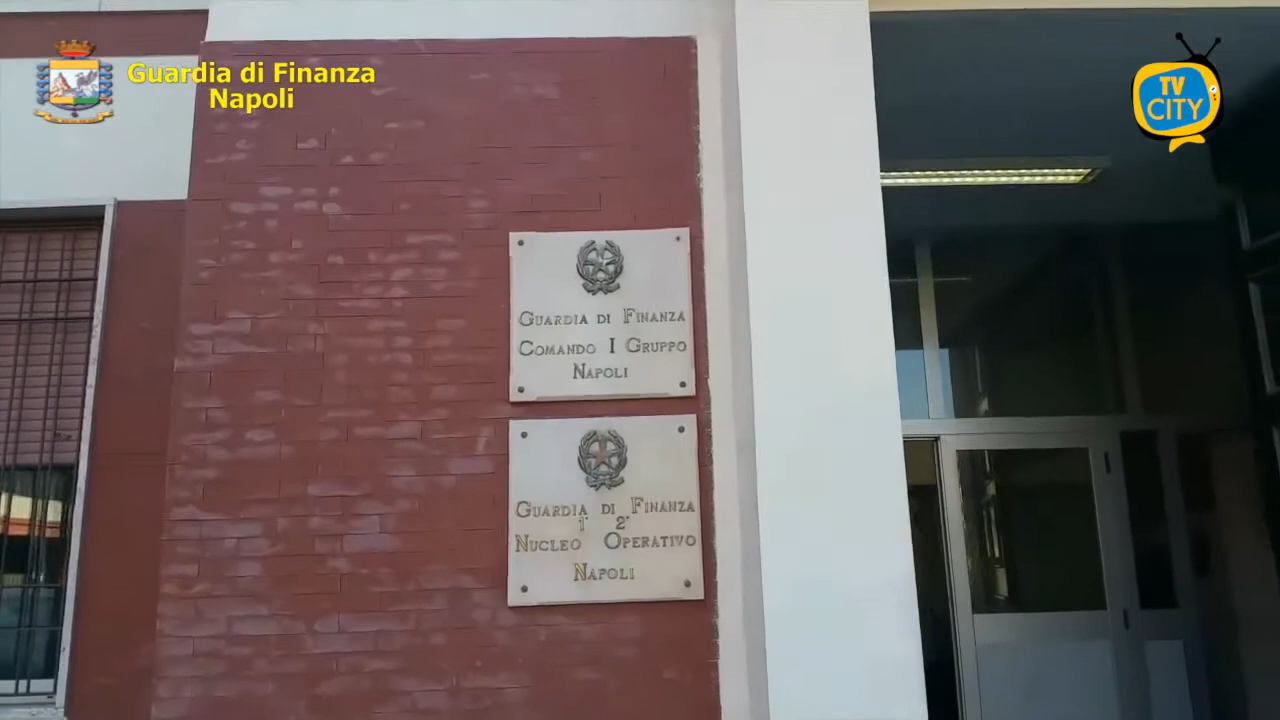 Guardia di Finanza
Napoli
TV
CITY
GUARDIA DI FINANZA
COMANDO I GRUPPO
NAPOLI
GUARDIA DI FINANZA
1° 2°
NUCLEO OPERATIVO
NAPOLI